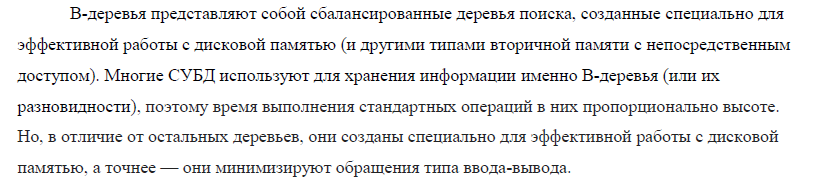 В-деревья представляют собой сбалансированные деревья поиска, созданные специально для
эффективной работы с дисковой памятью (и другими типами вторичной памяти с непосредственным
доступом). Многие СУБД используют для хранения информации именно В-деревья (или их
разновидности), поэтому время выполнения стандартных операций в них пропорционально высоте.
Но, в отличие от остальных деревьев, они созданы специально для эффективной работы с дисковой
памятью, а точнее — они минимизируют обращения типа ввода-вывода.